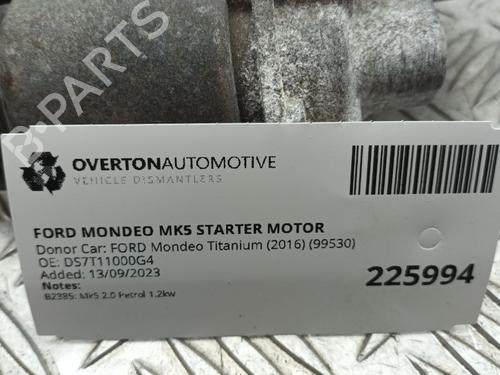 B-PARTS
OVERTONAUTOMOTIVE
VEHICLE DISMANTLERS
FORD MONDEO MK5 STARTER MOTOR
Donor Car: FORD Mondeo Titanium (2016) (99530)
OE: DS7T11000G4
Added: 13/09/2023
Notes:
B2385: Mk5 2.0 Petrol 1.2kw
225994